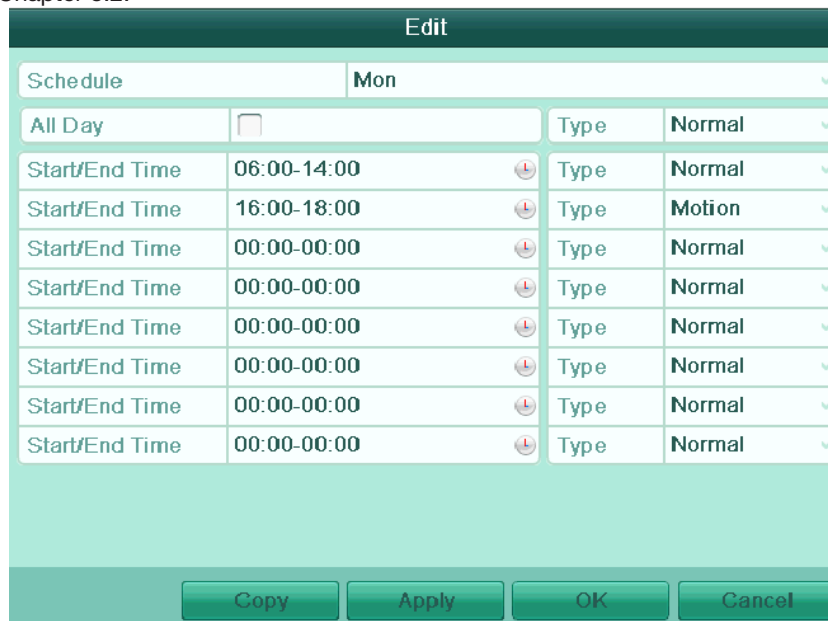 Edit
Schedule Mon
All Day Type Normal
Start/End Time 06:00-14:00 Type Normal
Start/End Time 16:00-18:00 Type Motion
Start/End Time 00:00-00:00 Type Normal
Start/End Time 00:00-00:00 Type Normal
Start/End Time 00:00-00:00 Type Normal
Start/End Time 00:00-00:00 Type Normal
Start/End Time 00:00-00:00 Type Normal
Start/End Time 00:00-00:00 Type Normal
Copy Apply OK Cancel